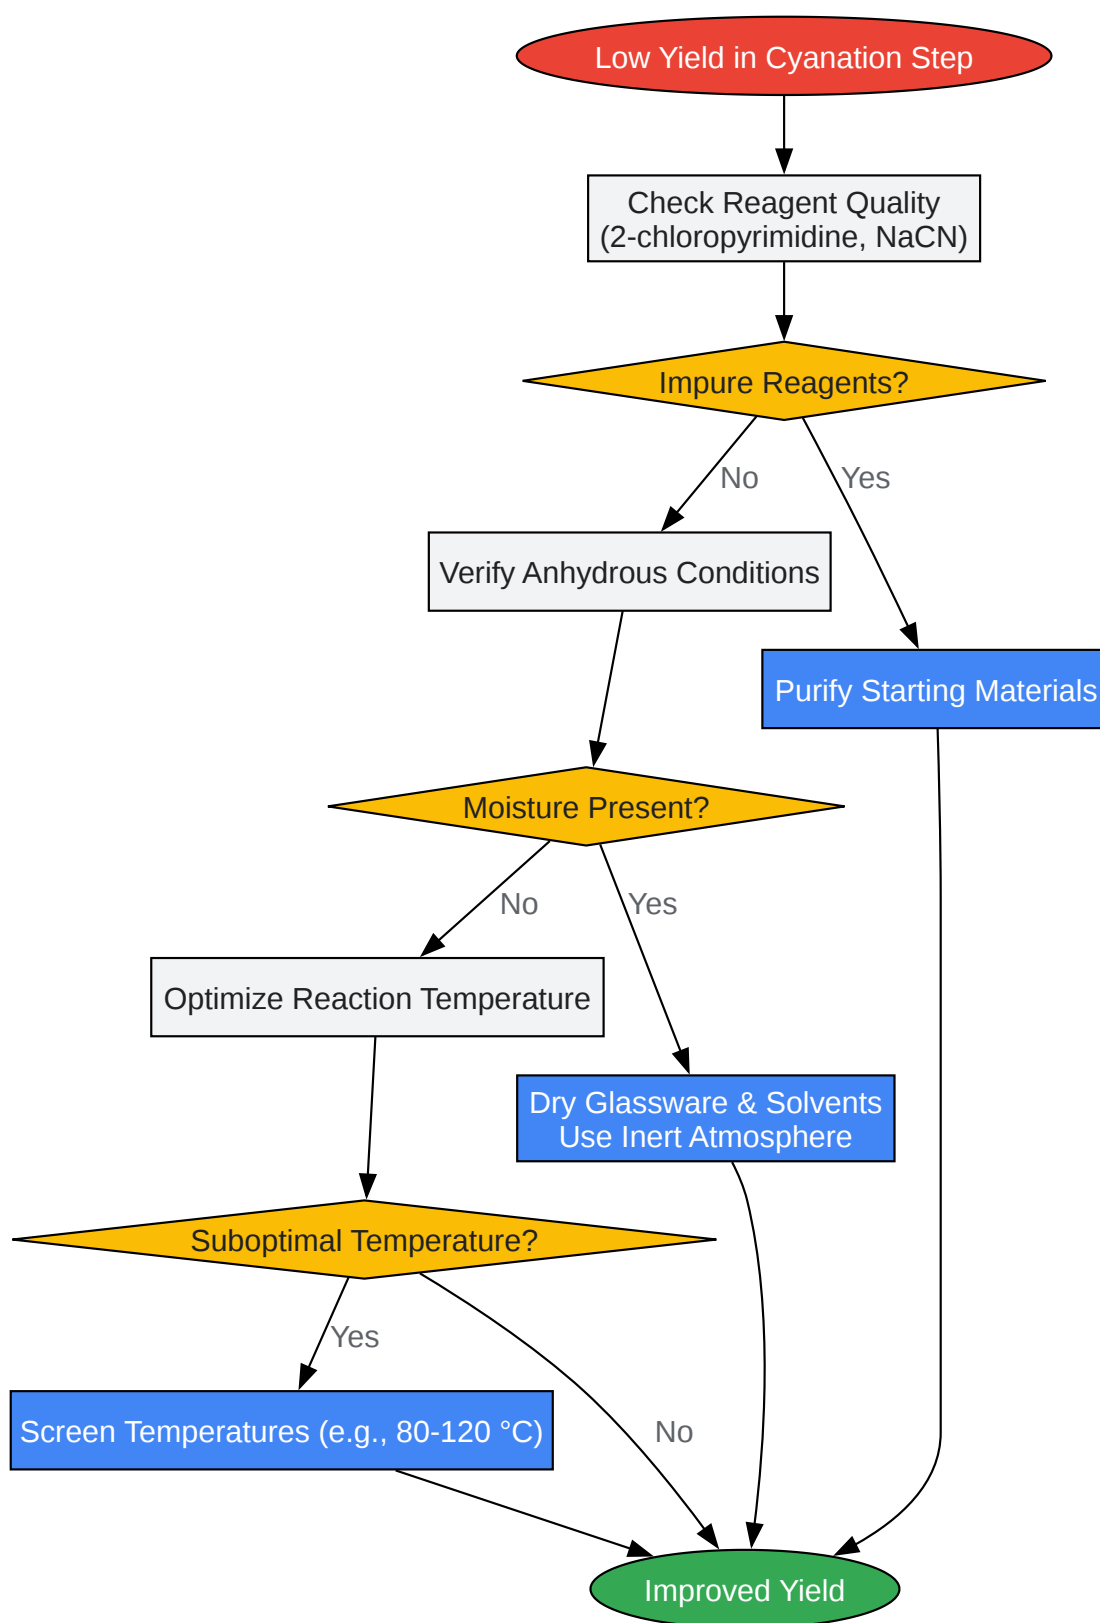 Low Yield in Cyanation Step
Check Reagent Quality
(2-chloropyrimidine, NaCN)
Impure Reagents?
No
Yes
Verify Anhydrous Conditions
Purify Starting Materials
Moisture Present?
No
Yes
Optimize Reaction Temperature
Dry Glassware & Solvents
Use Inert Atmosphere
Suboptimal Temperature?
Yes
No
Screen Temperatures (e.g., 80-120 °C)
Improved Yield